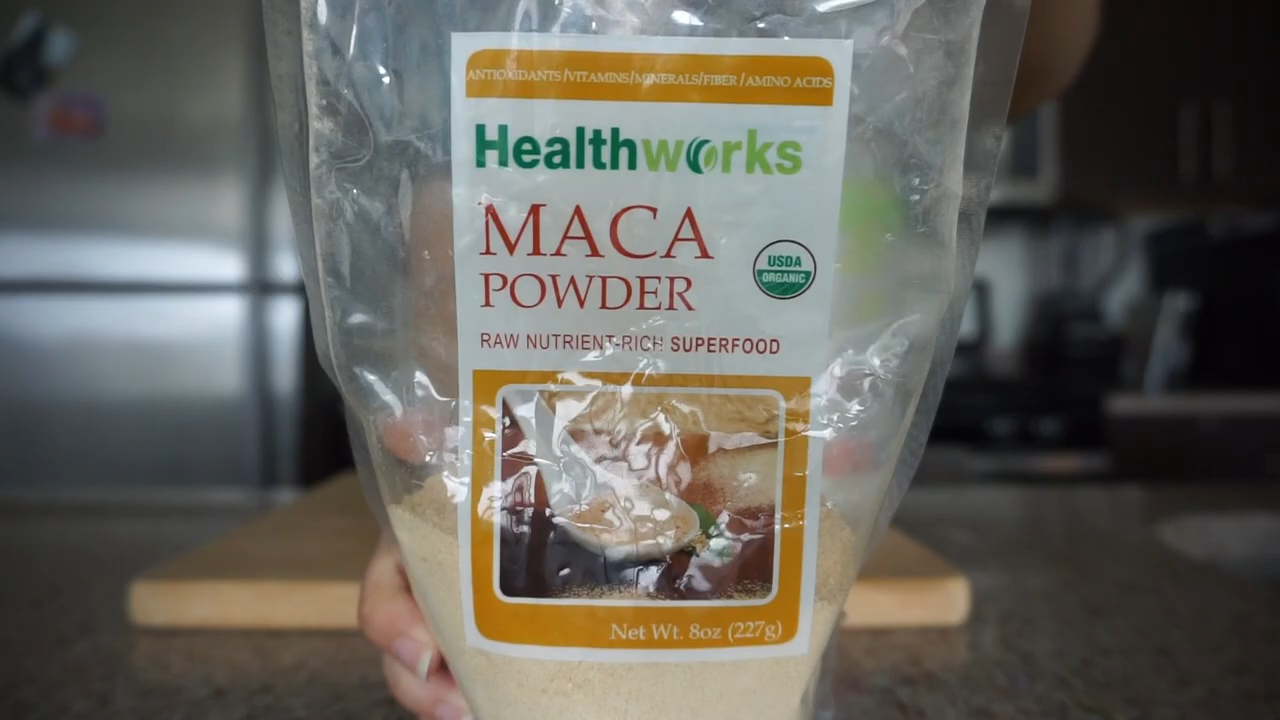 ANTIOXIDANTS/VITAMINS/MINERALS/FIBER/AMINO ACIDS
Healthworks
MACA
POWDER
USDA
ORGANIC
RAW NUTRIENT-RICH SUPERFOOD
Net Wt. 8oz (227g)